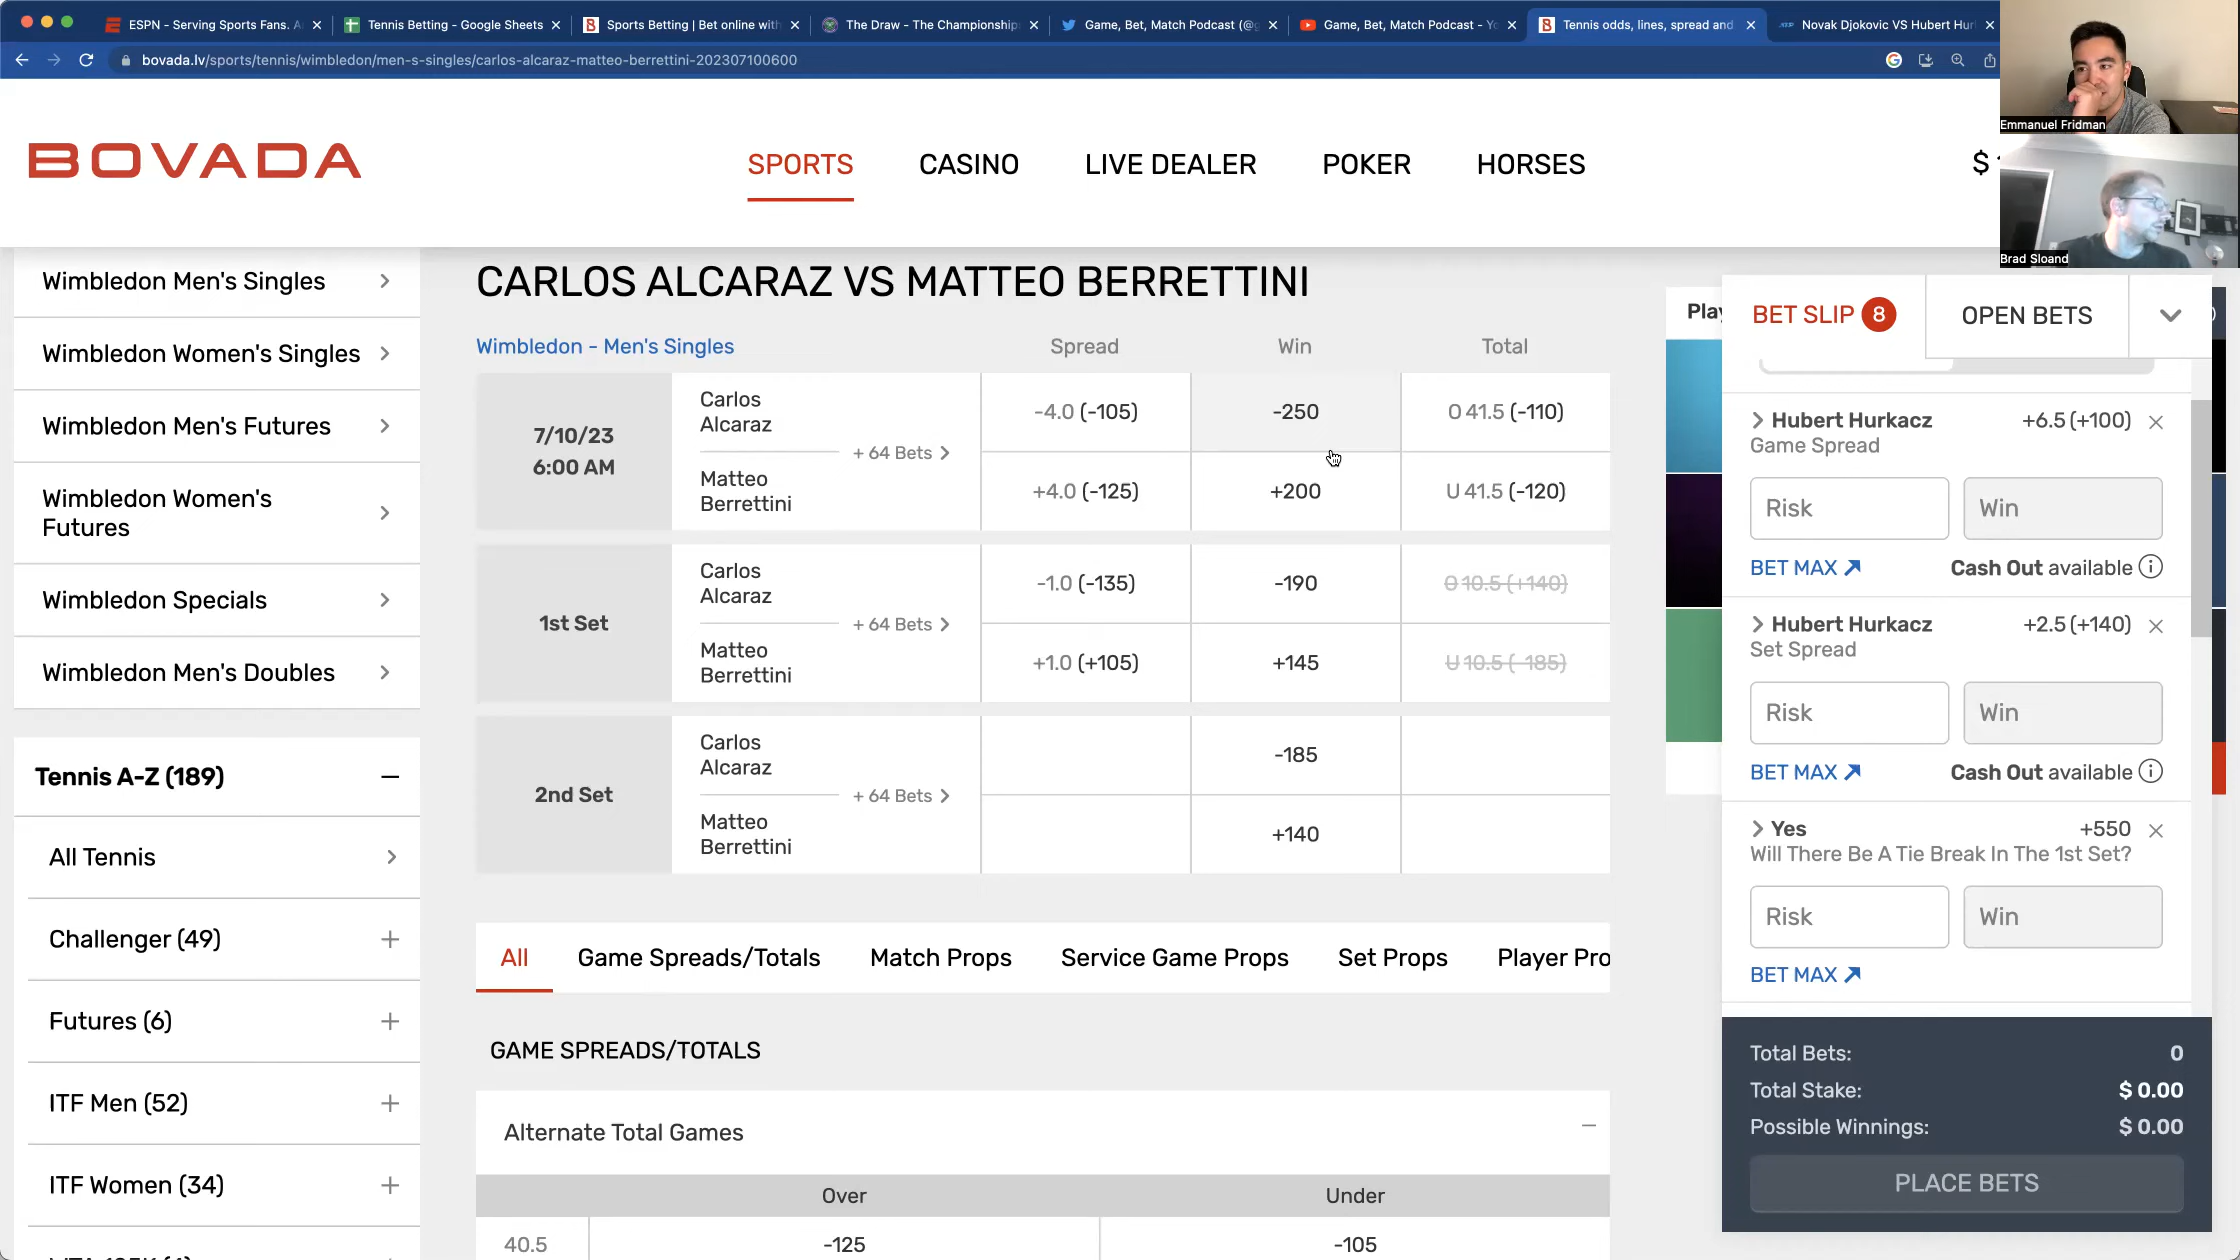 ESPN - Serving Sports Fans. A
Tennis Betting - Google Sheets
Sports Betting | Bet online with
The Draw - The Championship
Game, Bet, Match Podcast (@g
Game, Bet, Match Podcast - Yo
Tennis odds, lines, spread and
Novak Djokovic VS Hubert Hur
bovada.lv/sports/tennis/wimbledon/men-s-singles/carlos-alcaraz-matteo-berrettini-202307100600
Emmanuel Fridman
Brad Sloand
BOVADA
SPORTS
CASINO
LIVE DEALER
POKER
HORSES
$
Wimbledon Men's Singles
Wimbledon Women's Singles
Wimbledon Men's Futures
Wimbledon Women's
Futures
Wimbledon Specials
Wimbledon Men's Doubles
Tennis A-Z (189)
All Tennis
Challenger (49)
Futures (6)
ITF Men (52)
ITF Women (34)
CARLOS ALCARAZ VS MATTEO BERRETTINI
Wimbledon - Men's Singles
Spread
Win
Total
7/10/23
6:00 AM
Carlos
Alcaraz
+ 64 Bets
Matteo
Berrettini
-4.0 (-105)
-250
O 41.5 (-110)
+4.0 (-125)
+200
U 41.5 (-120)
1st Set
Carlos
Alcaraz
+ 64 Bets
Matteo
Berrettini
-1.0 (-135)
-190
O 10.5 (+140)
+1.0 (+105)
+145
U 10.5 (-185)
2nd Set
Carlos
Alcaraz
+ 64 Bets
Matteo
Berrettini
-185
+140
All
Game Spreads/Totals
Match Props
Service Game Props
Set Props
Player Pro
GAME SPREADS/TOTALS
Alternate Total Games
Over
Under
40.5
-125
-105
Play
BET SLIP 8
OPEN BETS
Hubert Hurkacz
+6.5 (+100)
Game Spread
Risk
Win
BET MAX
Cash Out available
Hubert Hurkacz
+2.5 (+140)
Set Spread
Risk
Win
BET MAX
Cash Out available
Yes
+550
Will There Be A Tie Break In The 1st Set?
Risk
Win
BET MAX
Total Bets:
0
Total Stake:
$ 0.00
Possible Winnings:
$ 0.00
PLACE BETS